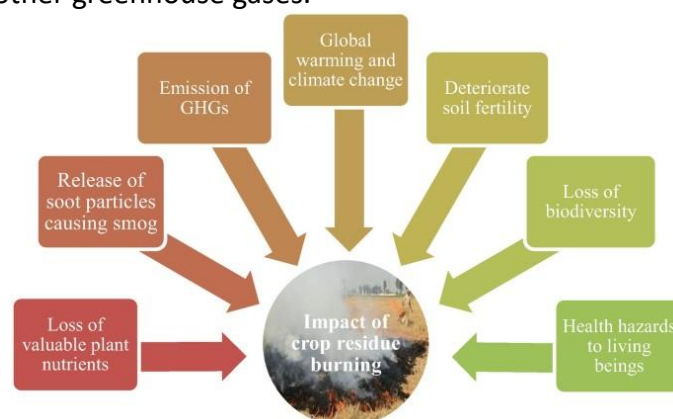 other greenhouse gases.
Global
warming and
climate change
Emission of
GHGs
Deteriorate
soil fertility
Release of
soot particles
causing smog
Loss of
biodiversity
Loss of
valuable plant
nutrients
Impact of
crop residue
burning
Health hazards
to living
beings